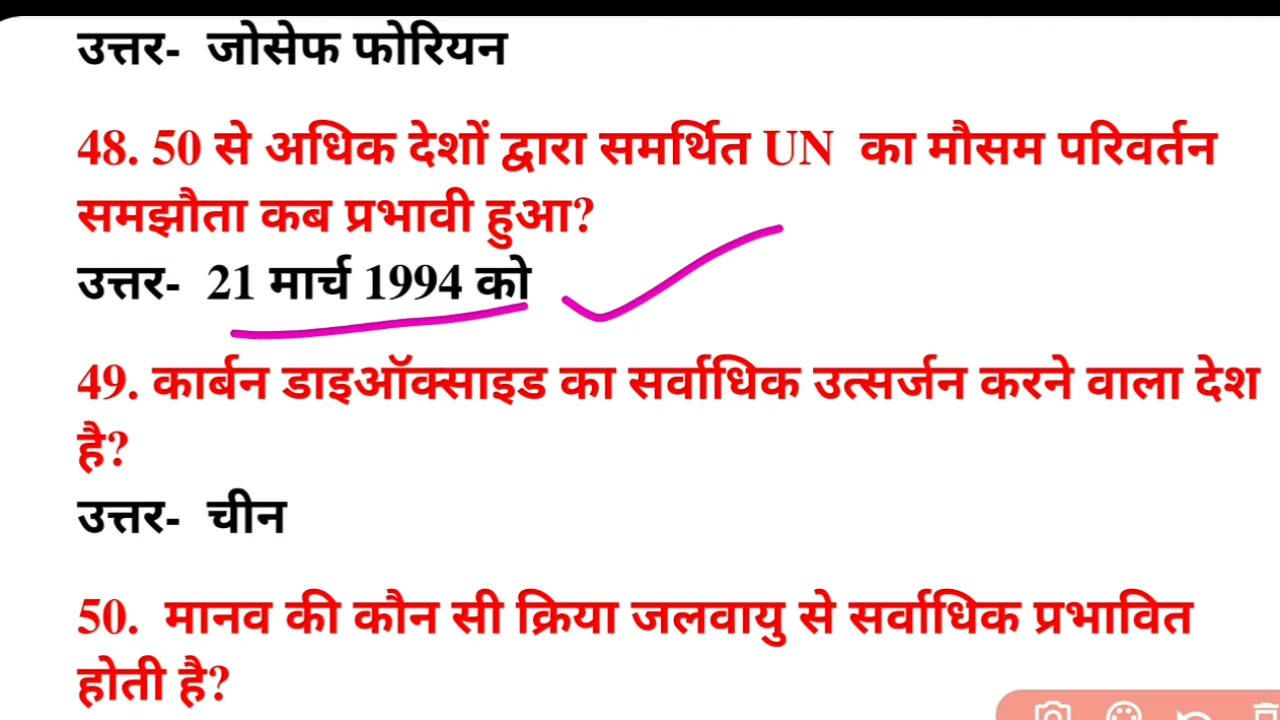 उत्तर- जोसेफ फोरियन
48. 50 से अधिक देशों द्वारा समर्थित UN का मौसम परिवर्तन
समझौता कब प्रभावी हुआ?
उत्तर- 21 मार्च 1994 को
49. कार्बन डाइऑक्साइड का सर्वाधिक उत्सर्जन करने वाला देश
है?
उत्तर- चीन
50. मानव की कौन सी क्रिया जलवायु से सर्वाधिक प्रभावित
होती है?